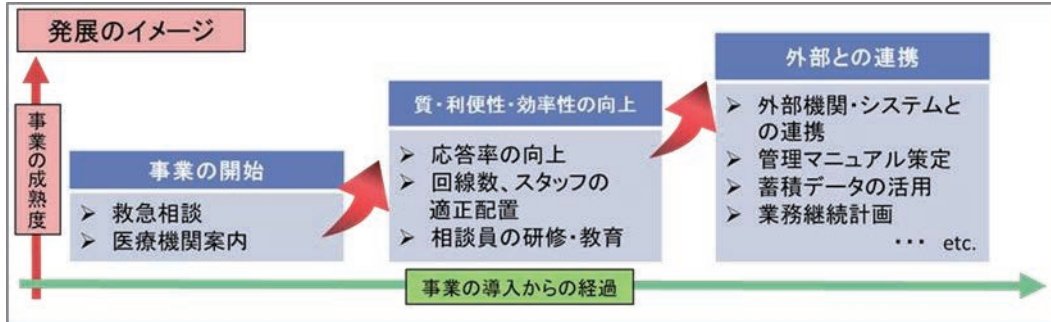 発展のイメージ
事業の成熟度
事業の開始
➢ 救急相談
➢ 医療機関案内
質・利便性・効率性の向上
➢ 応答率の向上
➢ 回線数、スタッフの
適正配置
➢ 相談員の研修・教育
外部との連携
➢ 外部機関・システムと
の連携
➢ 管理マニュアル策定
➢ 蓄積データの活用
➢ 業務継続計画
・・・ etc.
事業の導入からの経過